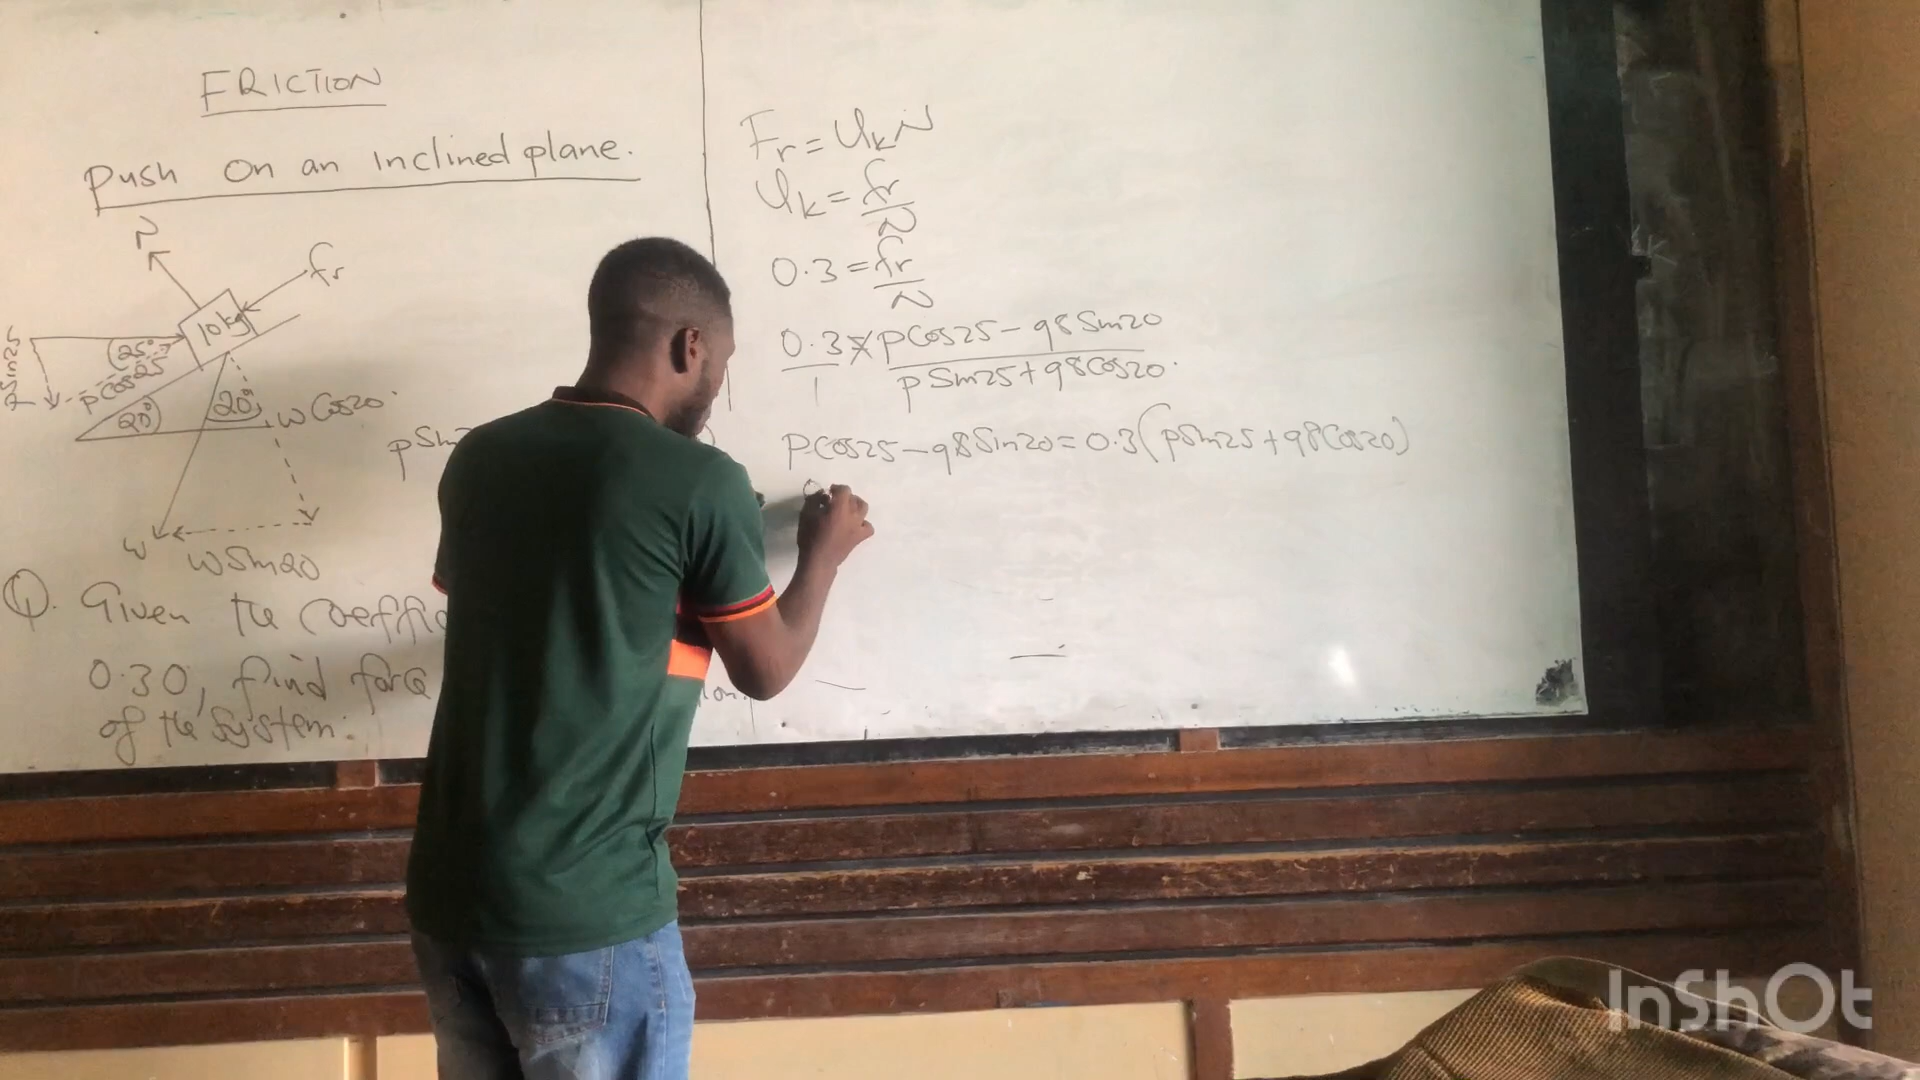 FRICTION
Push on an inclined plane.
N
fr
10kg
25°
PSin25
PCos25
20°
20°
WCos20
W
WSin20
PSin
Q. Given the coeffic
0.30, find force
of the system.
Fr = UkN
Uk = fr/N
0.3 = fr/N
0.3/1 = PCos25 - 98Sin20/PSin25 + 98Cos20
PCos25 - 98Sin20 = 0.3(PSin25 + 98Cos20)
InShOt